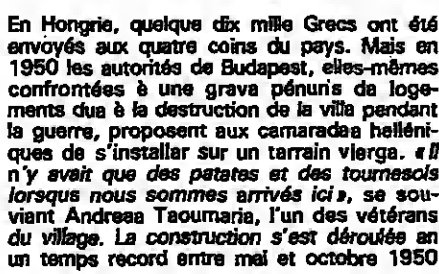 En Hongrie, quelque dix mille Grecs ont été
envoyés aux quatre coins du pays. Mais en
1950 les autorités de Budapest, elles-mêmes
confrontées à une grave pénurie de loge-
ments due à la destruction de la ville pendant
la guerre, proposent aux camarades helléni-
ques de s'installer sur un terrain vierge. « Il
n'y avait que des patates et des tournesols
lorsque nous sommes arrivés ici », se sou-
vient Andreas Taoumaria, l'un des vétérans
du village. La construction s'est déroulée en
un temps record entre mai et octobre 1950